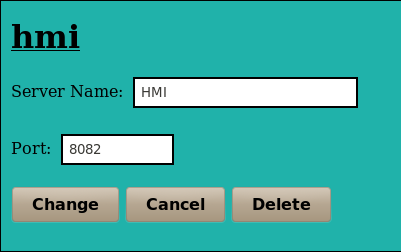 hmi
Server Name: HMI
Port: 8082
Change Cancel Delete